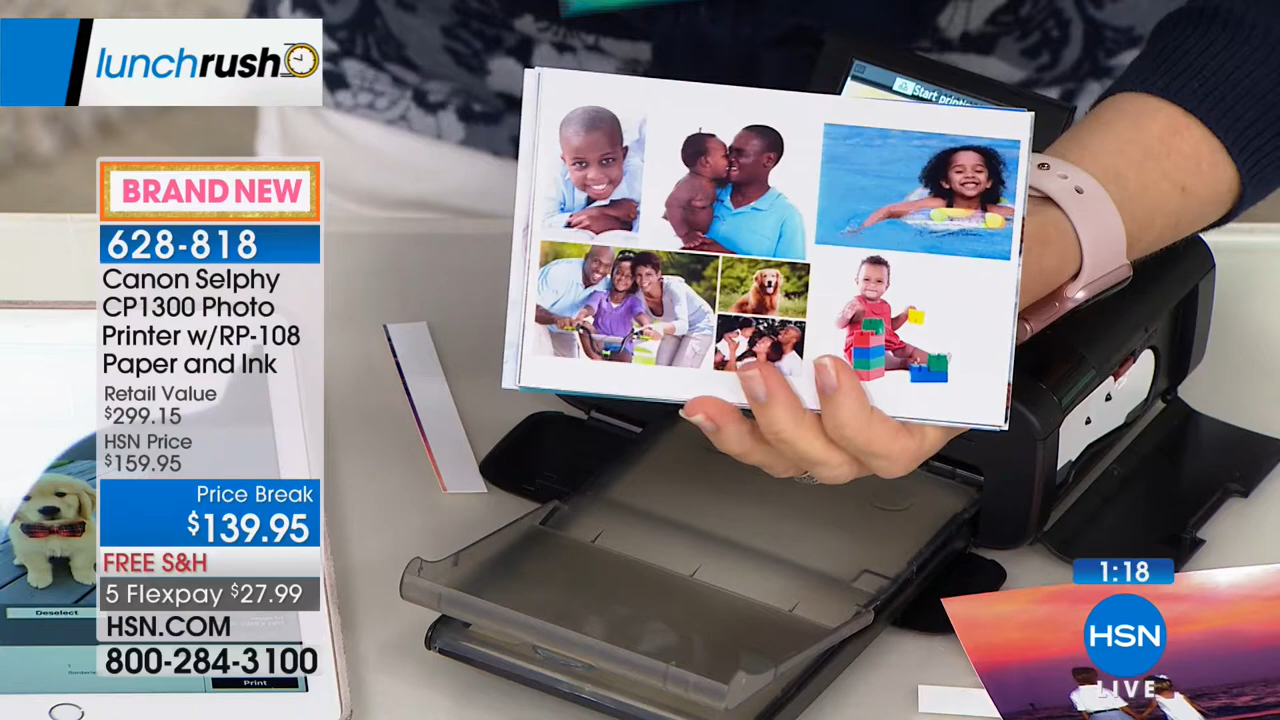 lunchrush
BRAND NEW
628-818
Canon Selphy
CP1300 Photo
Printer w/RP-108
Paper and Ink
Retail Value
$299.15
HSN Price
$159.95
Price Break
$139.95
FREE S&H
5 Flexpay $27.99
HSN.COM
800-284-3100
Deselect
Print
Start printing
1:18
HSN
LIVE